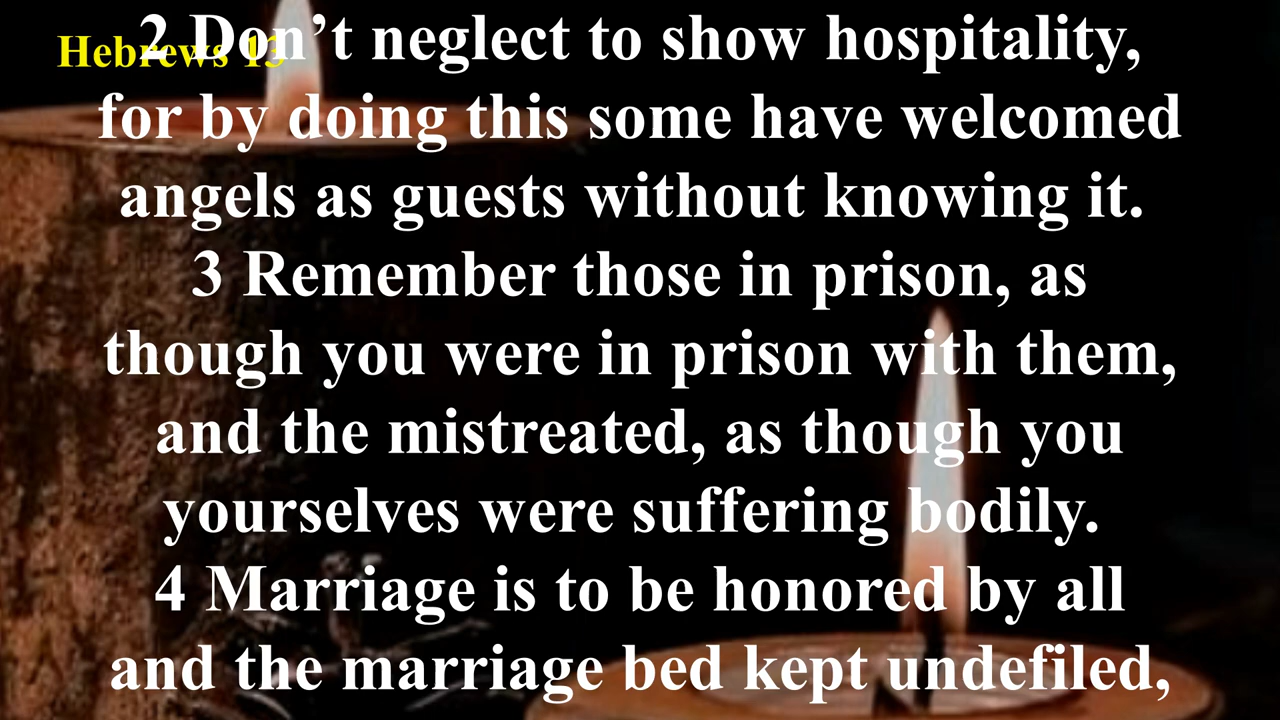 Hebrews 13
2 Don’t neglect to show hospitality,
for by doing this some have welcomed
angels as guests without knowing it.
3 Remember those in prison, as
though you were in prison with them,
and the mistreated, as though you
yourselves were suffering bodily.
4 Marriage is to be honored by all
and the marriage bed kept undefiled,